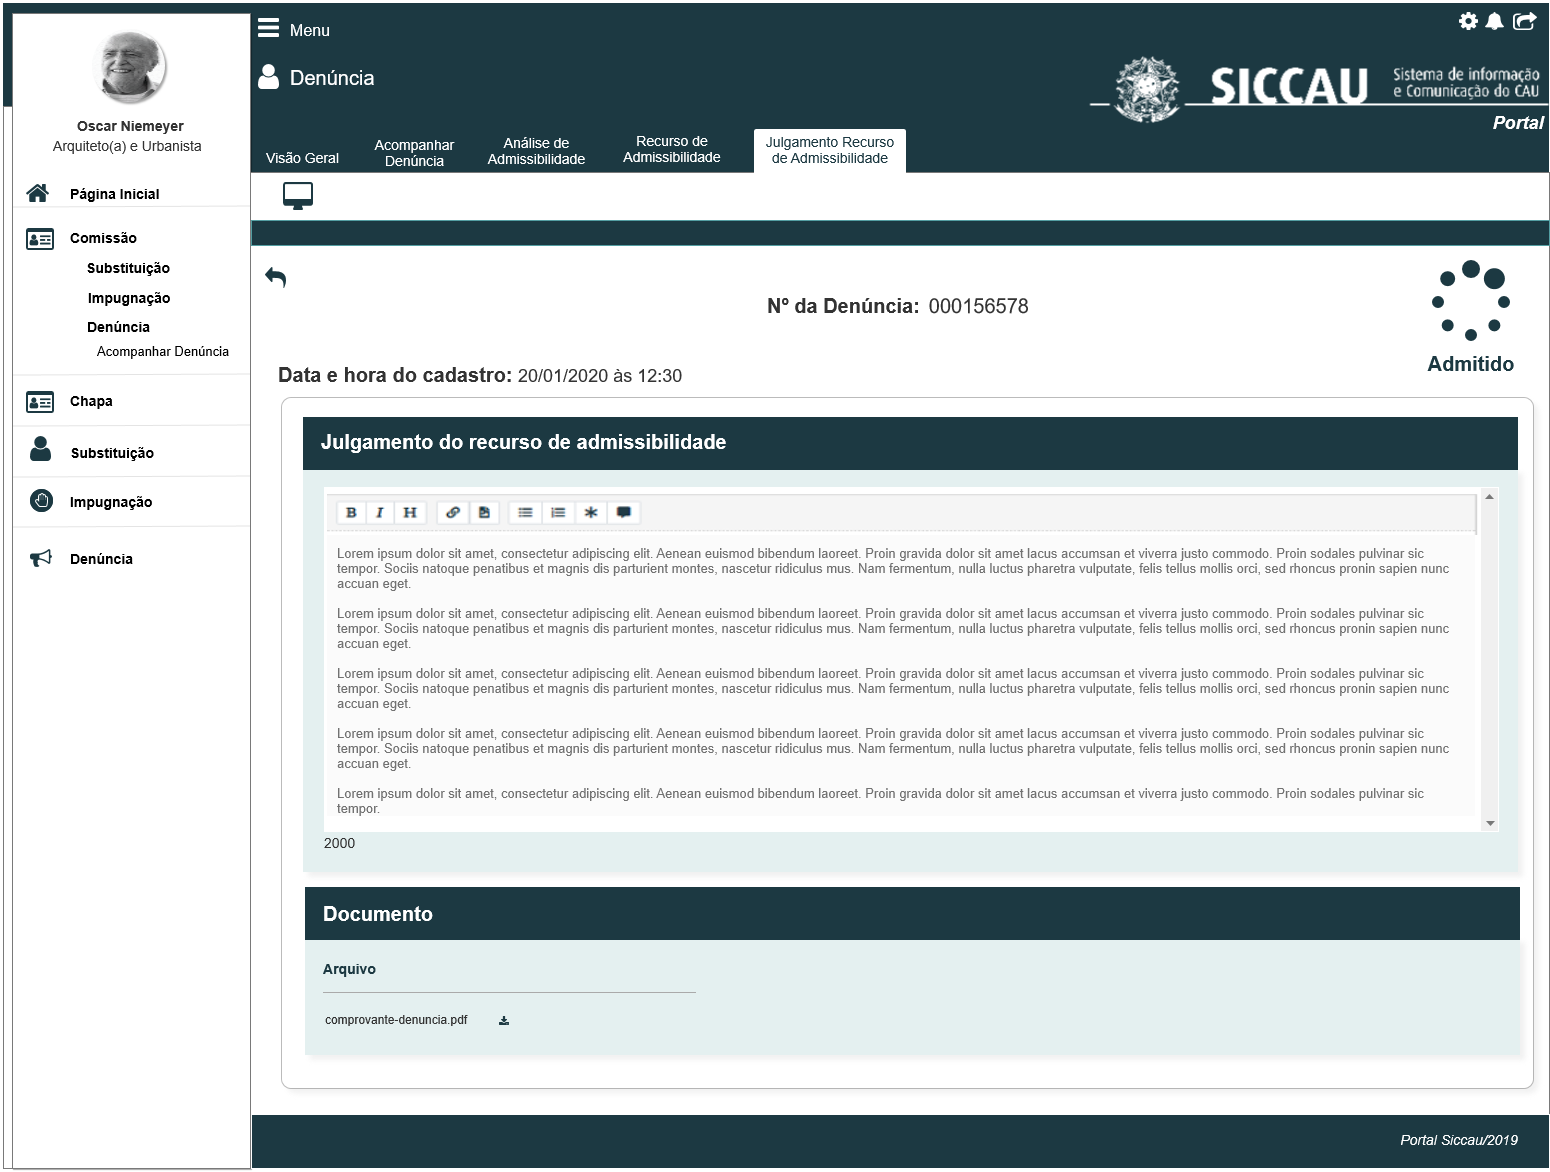 Oscar Niemeyer
Arquiteto(a) e Urbanista
Página Inicial
Comissão
Substituição
Impugnação
Denúncia
Acompanhar Denúncia
Chapa
Substituição
Impugnação
Denúncia
Menu
Denúncia
SICCAU
Sistema de informação
e Comunicação do CAU
Portal
Visão Geral
Acompanhar
Denúncia
Análise de
Admissibilidade
Recurso de
Admissibilidade
Julgamento Recurso
de Admissibilidade
Nº da Denúncia: 000156578
Admitido
Data e hora do cadastro: 20/01/2020 às 12:30
Julgamento do recurso de admissibilidade
B I H
Lorem ipsum dolor sit amet, consectetur adipiscing elit. Aenean euismod bibendum laoreet. Proin gravida dolor sit amet lacus accumsan et viverra justo commodo. Proin sodales pulvinar sic
tempor. Sociis natoque penatibus et magnis dis parturient montes, nascetur ridiculus mus. Nam fermentum, nulla luctus pharetra vulputate, felis tellus mollis orci, sed rhoncus pronin sapien nunc
accuan eget.
Lorem ipsum dolor sit amet, consectetur adipiscing elit. Aenean euismod bibendum laoreet. Proin gravida dolor sit amet lacus accumsan et viverra justo commodo. Proin sodales pulvinar sic
tempor. Sociis natoque penatibus et magnis dis parturient montes, nascetur ridiculus mus. Nam fermentum, nulla luctus pharetra vulputate, felis tellus mollis orci, sed rhoncus pronin sapien nunc
accuan eget.
Lorem ipsum dolor sit amet, consectetur adipiscing elit. Aenean euismod bibendum laoreet. Proin gravida dolor sit amet lacus accumsan et viverra justo commodo. Proin sodales pulvinar sic
tempor. Sociis natoque penatibus et magnis dis parturient montes, nascetur ridiculus mus. Nam fermentum, nulla luctus pharetra vulputate, felis tellus mollis orci, sed rhoncus pronin sapien nunc
accuan eget.
Lorem ipsum dolor sit amet, consectetur adipiscing elit. Aenean euismod bibendum laoreet. Proin gravida dolor sit amet lacus accumsan et viverra justo commodo. Proin sodales pulvinar sic
tempor. Sociis natoque penatibus et magnis dis parturient montes, nascetur ridiculus mus. Nam fermentum, nulla luctus pharetra vulputate, felis tellus mollis orci, sed rhoncus pronin sapien nunc
accuan eget.
Lorem ipsum dolor sit amet, consectetur adipiscing elit. Aenean euismod bibendum laoreet. Proin gravida dolor sit amet lacus accumsan et viverra justo commodo. Proin sodales pulvinar sic
tempor.
2000
Documento
Arquivo
comprovante-denuncia.pdf
Portal Siccau/2019